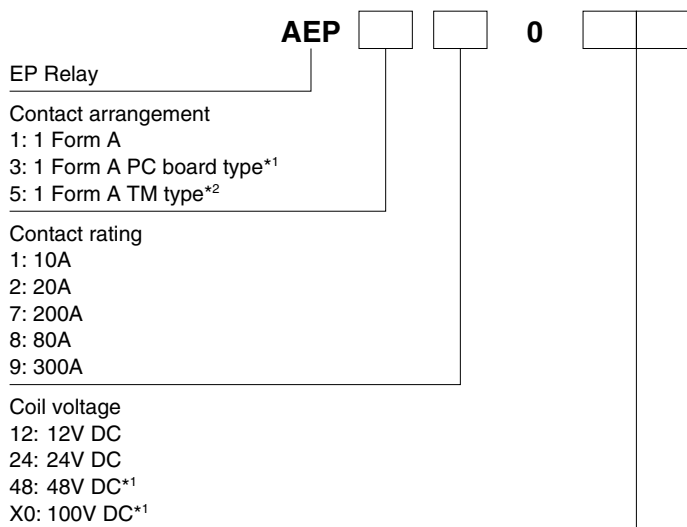 AEP 0
EP Relay
Contact arrangement
1: 1 Form A
3: 1 Form A PC board type*1
5: 1 Form A TM type*2
Contact rating
1: 10A
2: 20A
7: 200A
8: 80A
9: 300A
Coil voltage
12: 12V DC
24: 24V DC
48: 48V DC*1
X0: 100V DC*1